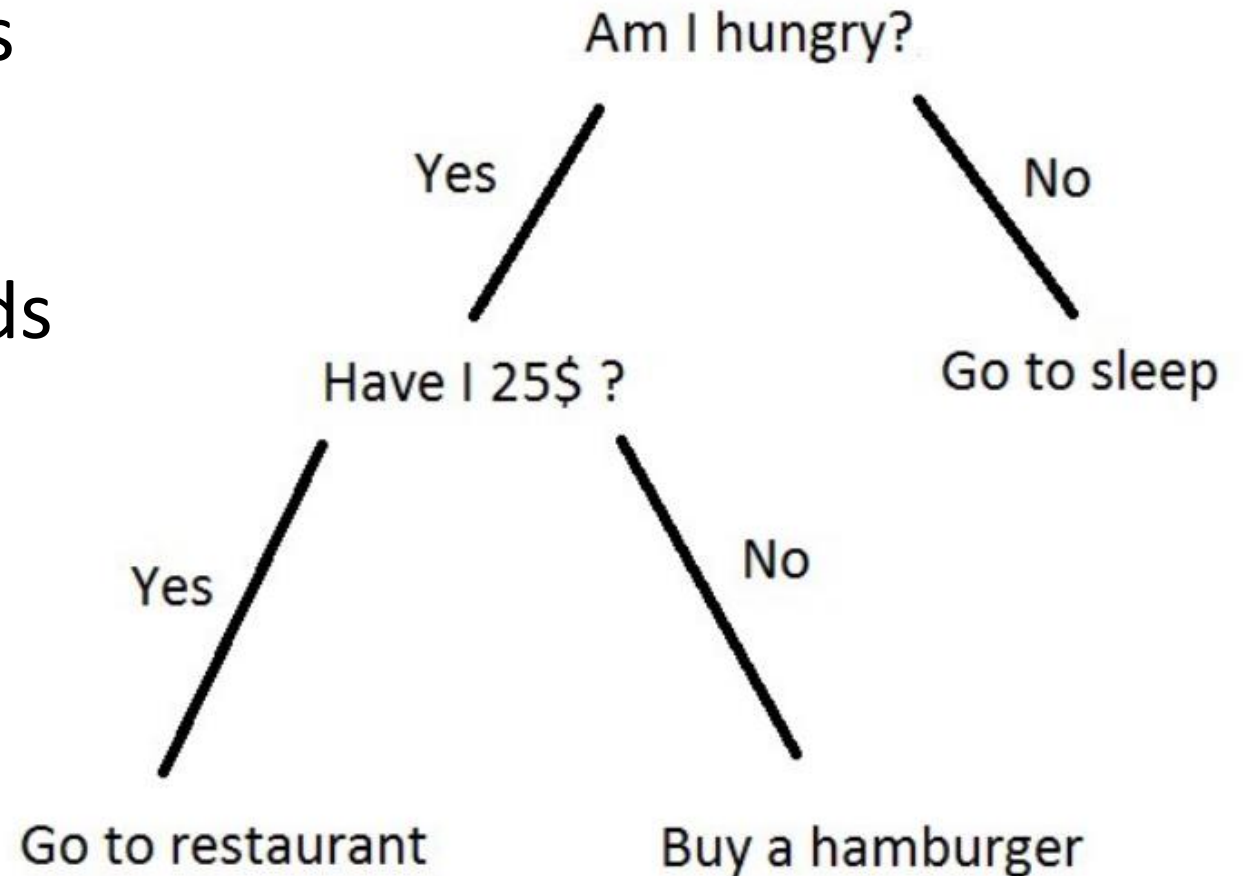 Am I hungry?
Yes
No
Have I 25$ ?
Go to sleep
Yes
No
Go to restaurant
Buy a hamburger